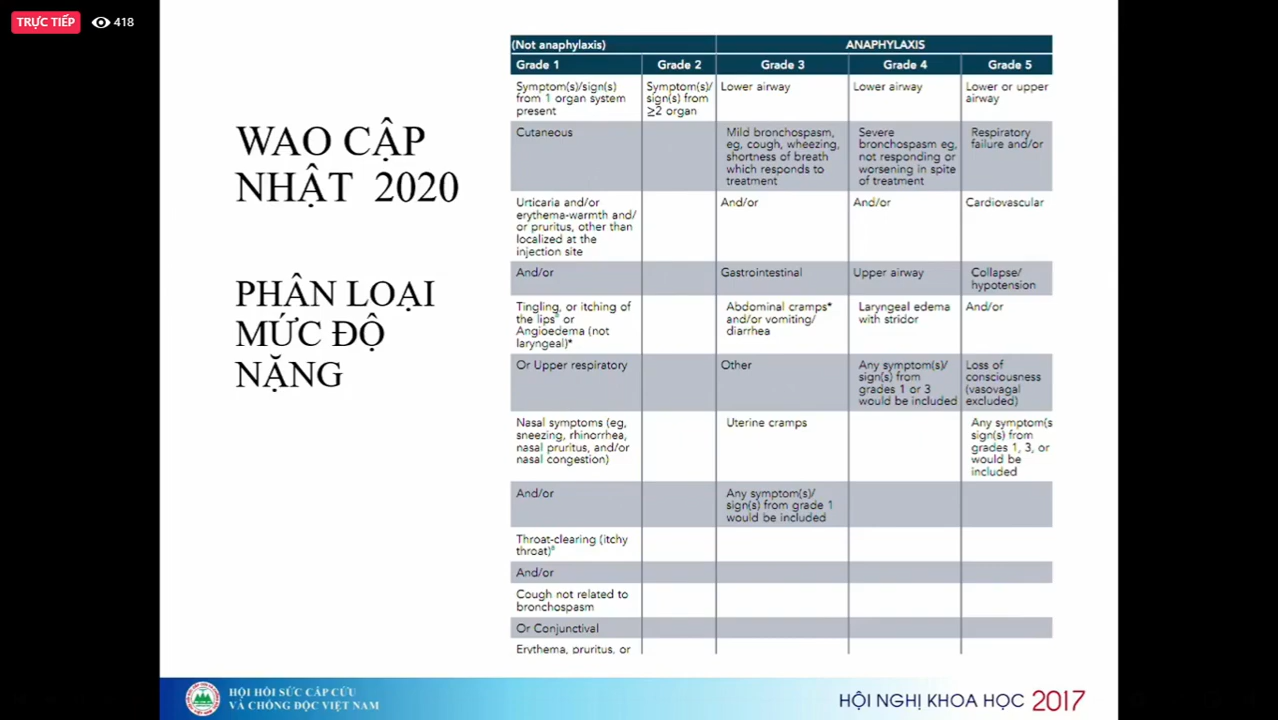 TRỰC TIẾP
418
WAO CẬP
NHẬT 2020
PHÂN LOẠI
MỨC ĐỘ
NẶNG
(Not anaphylaxis)
ANAPHYLAXIS
Grade 1
Grade 2
Grade 3
Grade 4
Grade 5
Symptom(s)/sign(s)
from 1 organ system
present
Symptom(s)/
sign(s) from
≥2 organ
Lower airway
Lower airway
Lower or upper
airway
Cutaneous
Mild bronchospasm,
eg, cough, wheezing,
shortness of breath
which responds to
treatment
Severe
bronchospasm eg,
not responding or
worsening in spite
of treatment
Respiratory
failure and/or
Urticaria and/or
erythema-warmth and/
or pruritus, other than
localized at the
injection site
And/or
And/or
Cardiovascular
And/or
Gastrointestinal
Upper airway
Collapse/
hypotension
Tingling, or itching of
the lips or
Angioedema (not
laryngeal)*
Abdominal cramps*
and/or vomiting/
diarrhea
Laryngeal edema
with stridor
And/or
Or Upper respiratory
Other
Any symptom(s)/
sign(s) from
grades 1 or 3
would be included
Loss of
consciousness
(vasovagal
excluded)
Nasal symptoms (eg,
sneezing, rhinorrhea,
nasal pruritus, and/or
nasal congestion)
Uterine cramps
Any symptom(s
sign(s) from
grades 1, 3, or
would be
included
And/or
Any symptom(s)/
sign(s) from grade 1
would be included
Throat-clearing (itchy
throat)
And/or
Cough not related to
bronchospasm
Or Conjunctival
Erythema, pruritus, or
HỘI HỒI SỨC CẤP CỨU
VÀ CHỐNG ĐỘC VIỆT NAM
HỘI NGHỊ KHOA HỌC 2017